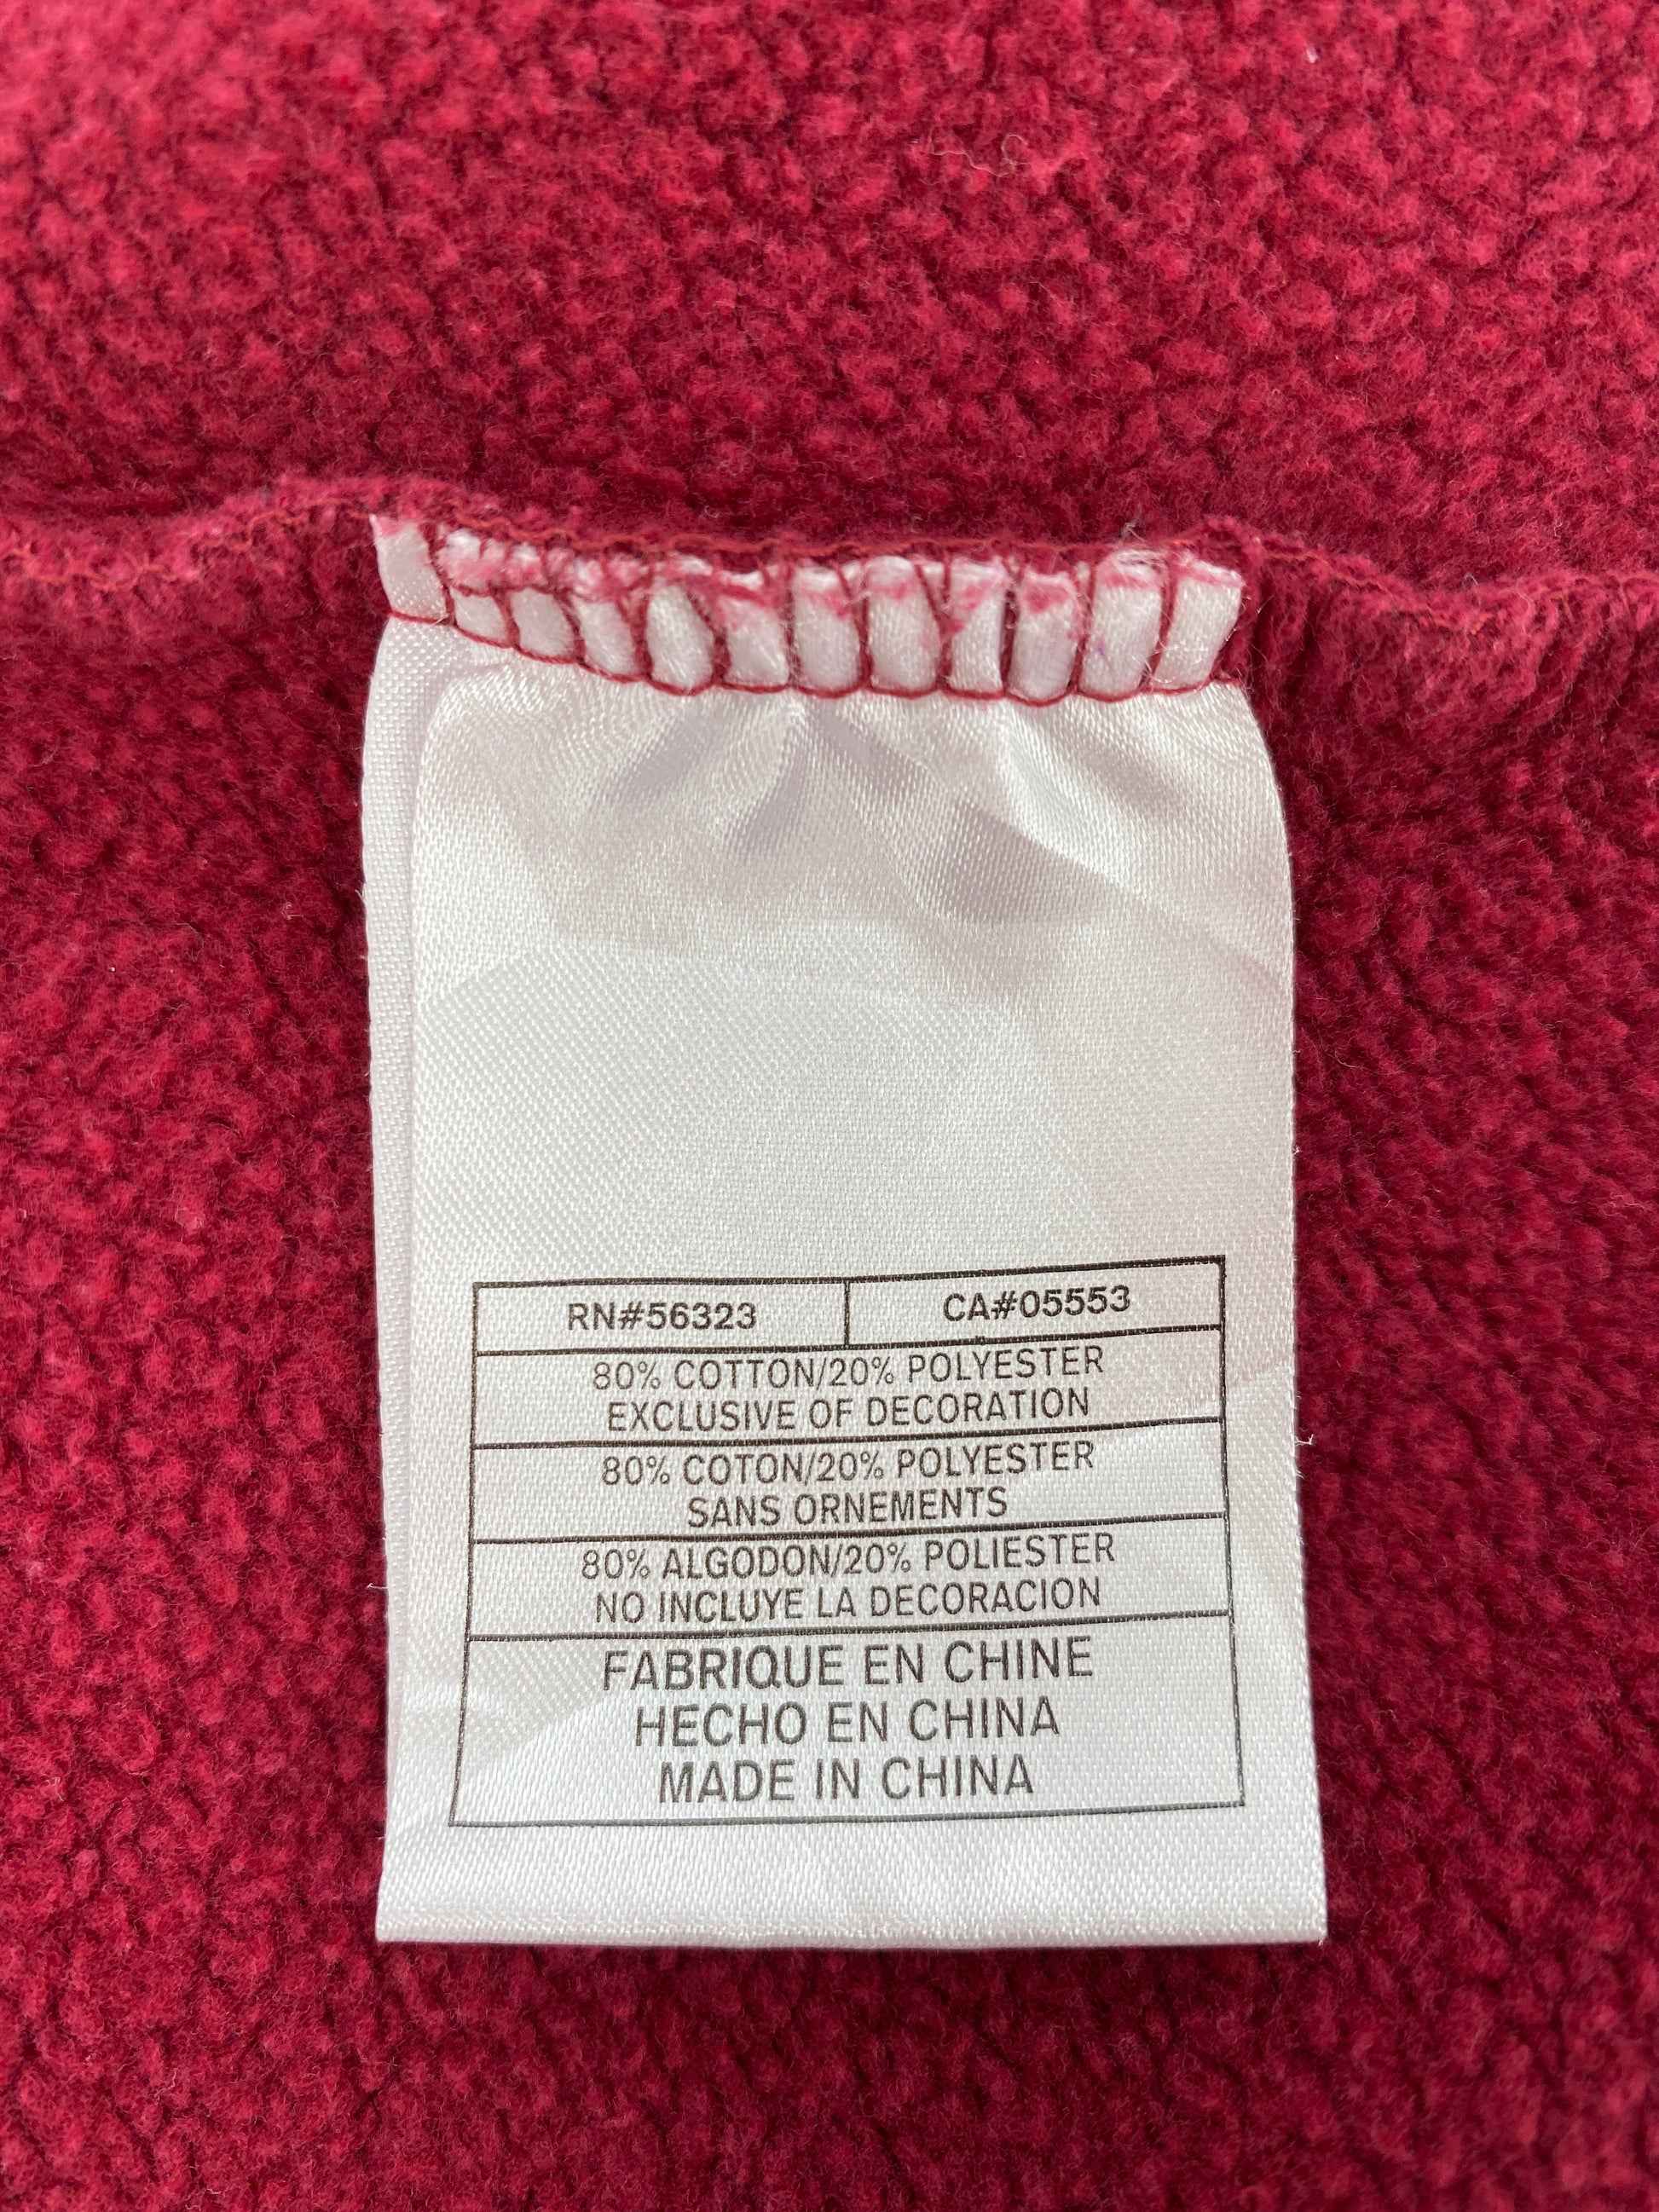 RN#56323 CA#05553
80% COTTON/20% POLYESTER
EXCLUSIVE OF DECORATION
80% COTON/20% POLYESTER
SANS ORNEMENTS
80% ALGODON/20% POLIESTER
NO INCLUYE LA DECORACION
FABRIQUE EN CHINE
HECHO EN CHINA
MADE IN CHINA